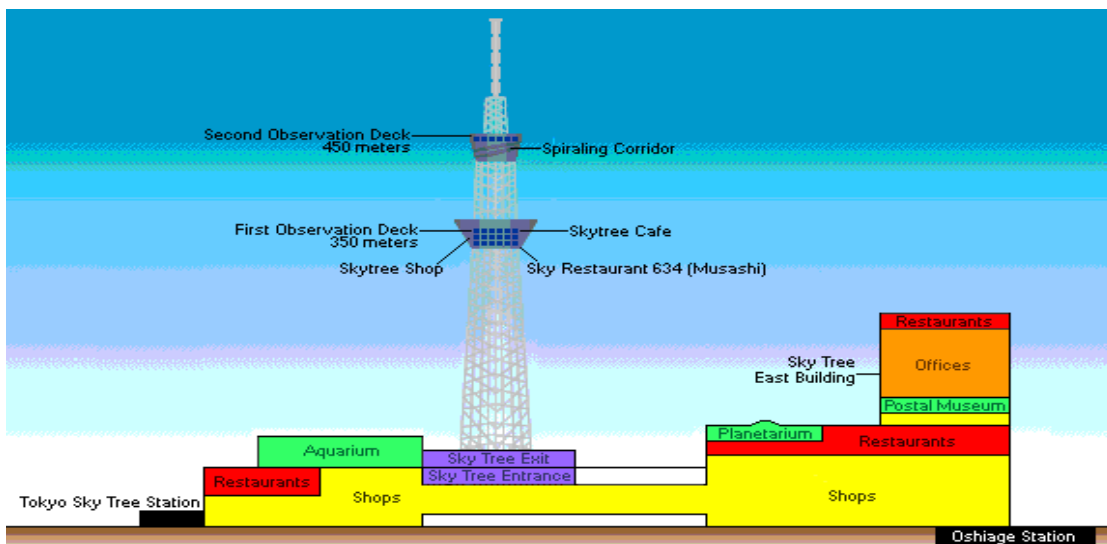 Second Observation Deck
450 meters
Spiraling Corridor
First Observation Deck
350 meters
Skytree Cafe
Skytree Shop
Sky Restaurant 634 (Musashi)
Restaurants
Sky Tree
East Building
Offices
Postal Museum
Planetarium
Restaurants
Aquarium
Sky Tree Exit
Sky Tree Entrance
Restaurants
Shops
Shops
Tokyo Sky Tree Station
Oshiage Station